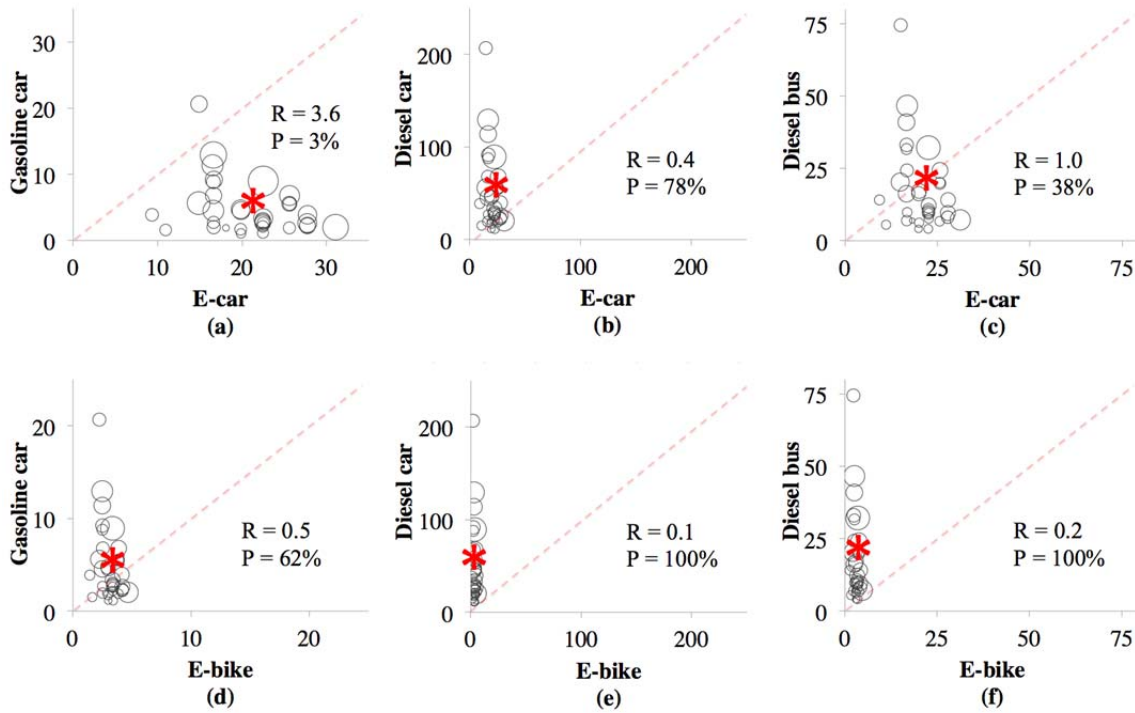 Gasoline car
30
20
10
0
R = 3.6
P = 3%
0 10 20 30
E-car
(a)
Diesel car
200
100
0
R = 0.4
P = 78%
0 100 200
E-car
(b)
Diesel bus
75
50
25
0
R = 1.0
P = 38%
0 25 50 75
E-car
(c)
Gasoline car
20
10
0
R = 0.5
P = 62%
0 10 20
E-bike
(d)
Diesel car
200
100
0
R = 0.1
P = 100%
0 100 200
E-bike
(e)
Diesel bus
75
50
25
0
R = 0.2
P = 100%
0 25 50 75
E-bike
(f)